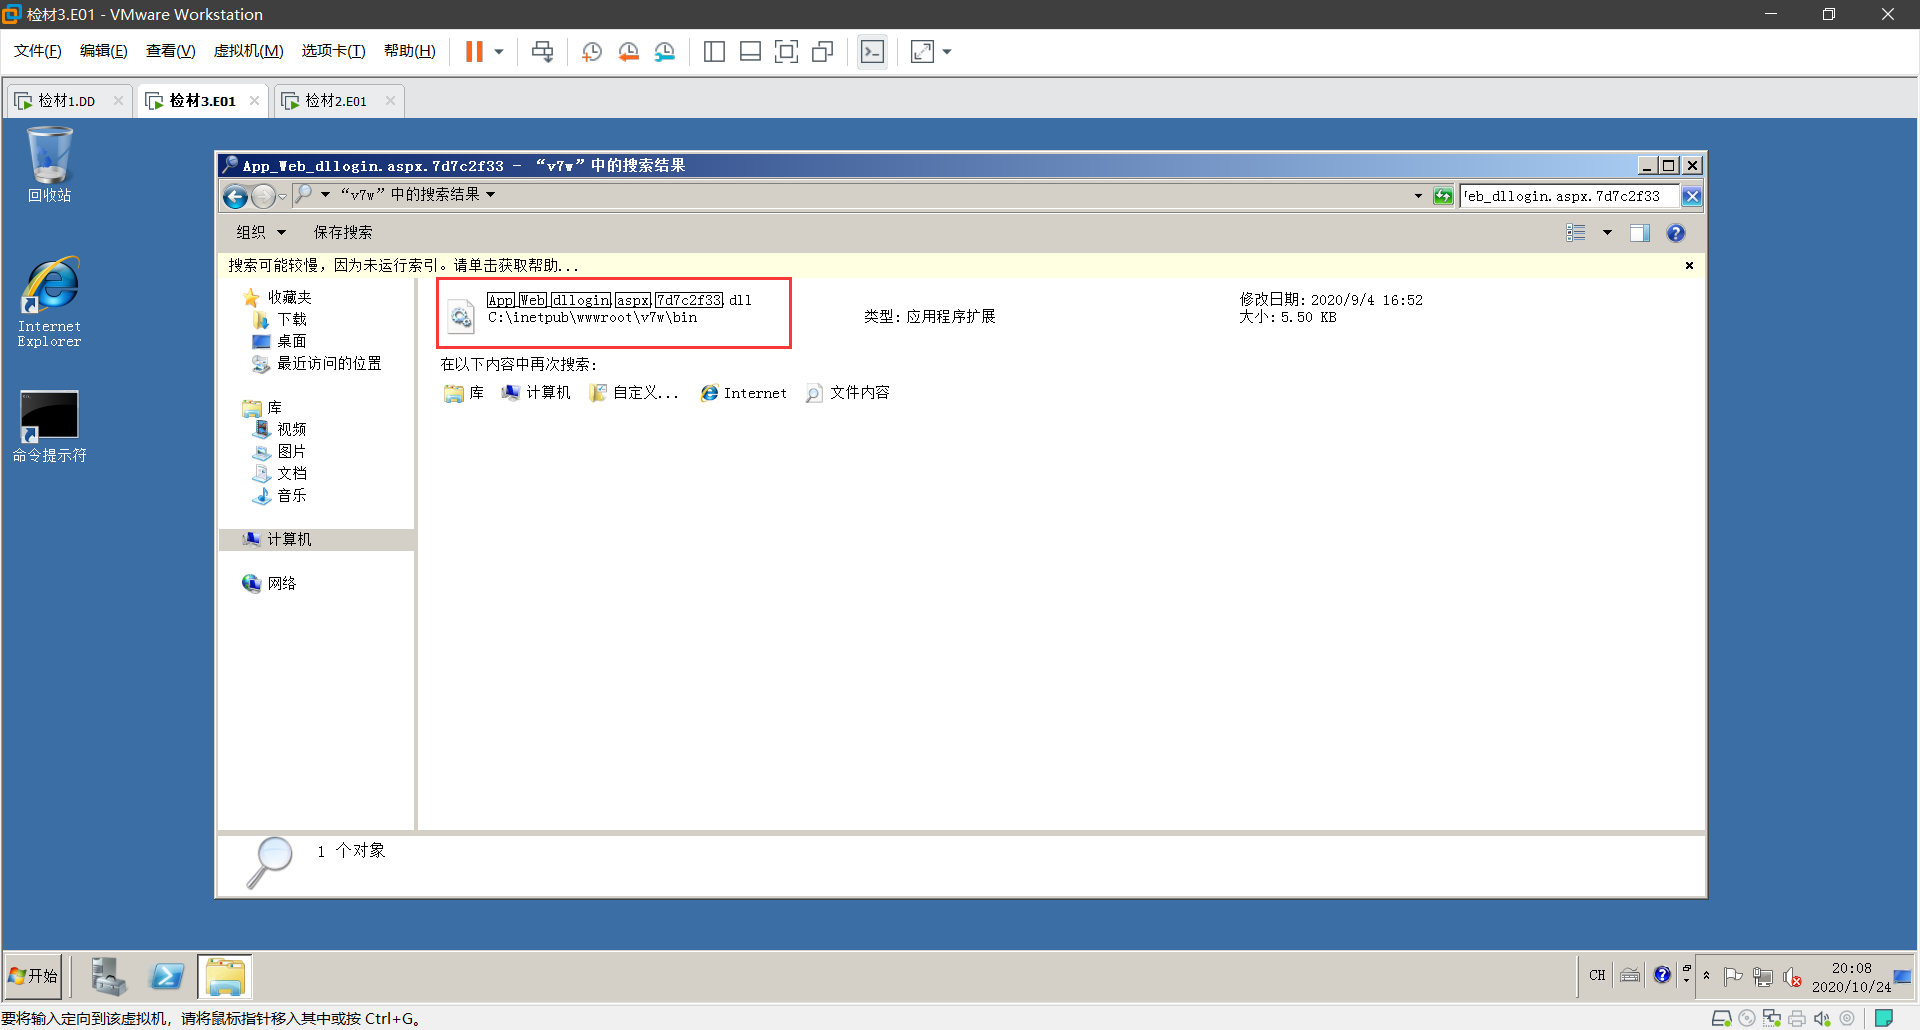 检材3.E01 - VMware Workstation
文件(F) 编辑(E) 查看(V) 虚拟机(M) 选项卡(T) 帮助(H)
检材1.DD 检材3.E01 检材2.E01
回收站
Internet
Explorer
命令提示符
App_Web_dllogin.aspx.7d7c2f33 - “v7w”中的搜索结果
“v7w”中的搜索结果
eb_dllogin.aspx.7d7c2f33
组织 保存搜索
搜索可能较慢，因为未运行索引。请单击获取帮助...
收藏夹
下载
桌面
最近访问的位置
库
视频
图片
文档
音乐
计算机
网络
App_Web_dllogin.aspx.7d7c2f33.dll
C:\inetpub\wwwroot\v7w\bin
类型: 应用程序扩展
修改日期: 2020/9/4 16:52
大小: 5.50 KB
在以下内容中再次搜索:
库 计算机 自定义... Internet 文件内容
1 个对象
开始
CH
20:08
2020/10/24
要将输入定向到该虚拟机，请将鼠标指针移入其中或按 Ctrl+G。